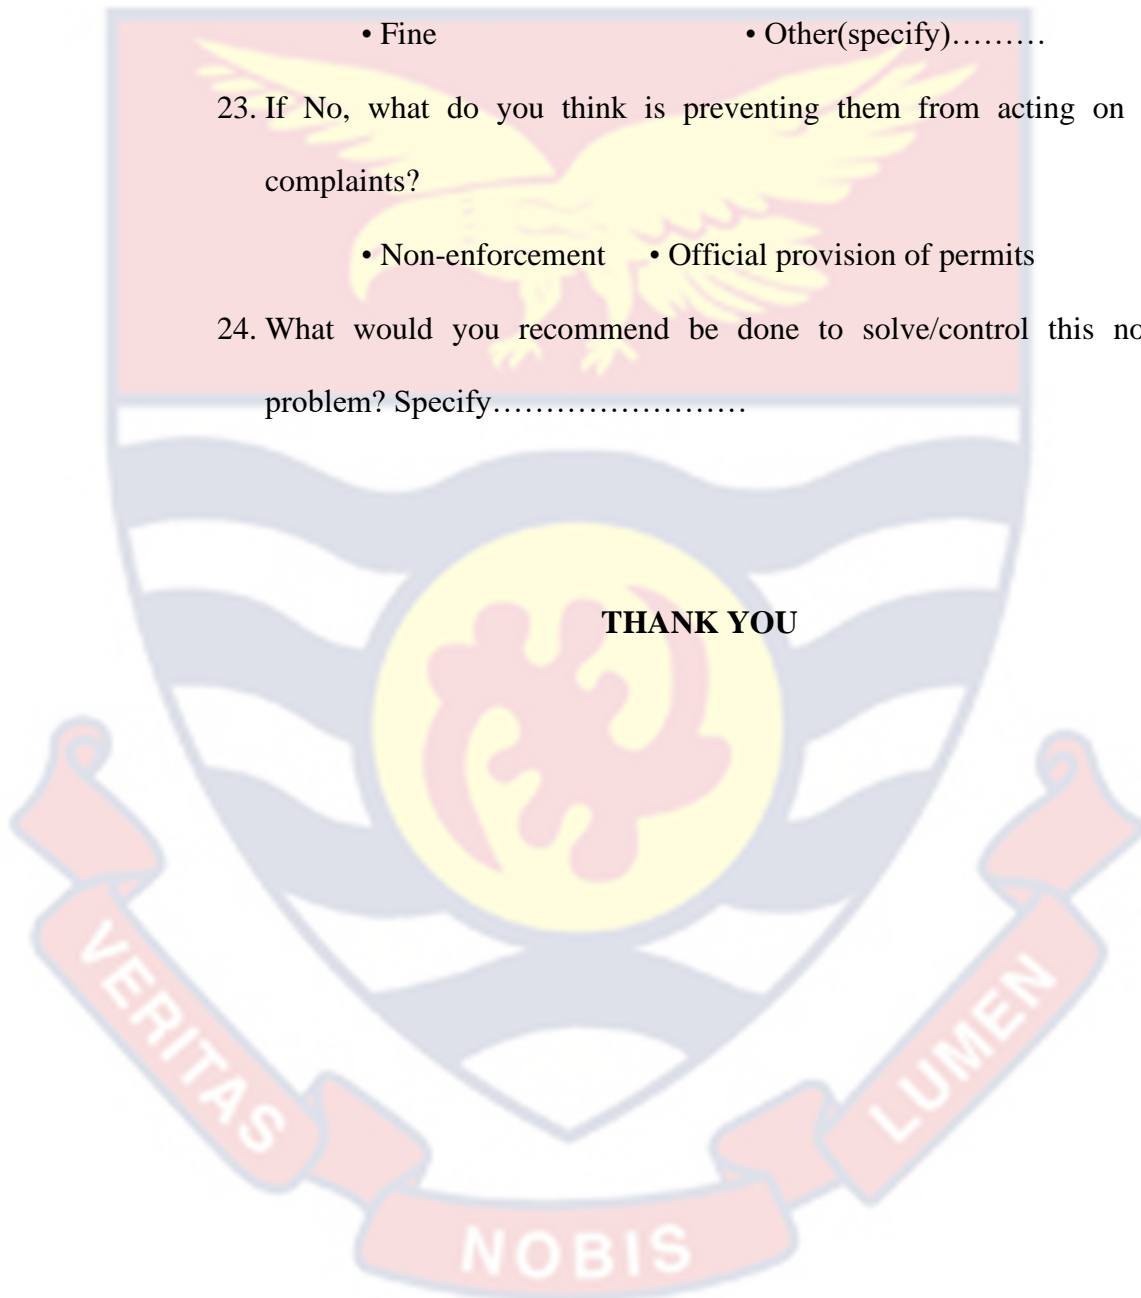 • Fine • Other(specify)………
23. If No, what do you think is preventing them from acting on
complaints?
• Non-enforcement • Official provision of permits
24. What would you recommend be done to solve/control this
problem? Specify……………………
THANK YOU
VERITAS
NOBIS
LUMEN